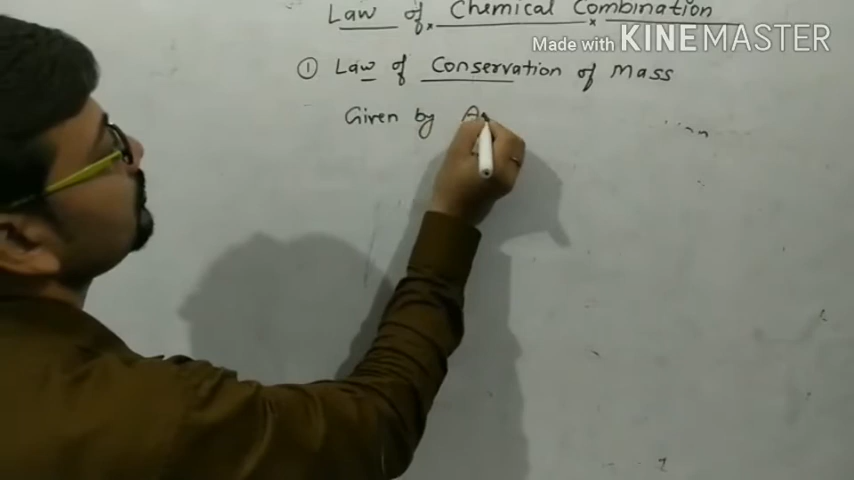 Law of Chemical Combination
Made with KINEMASTER
① Law of Conservation of Mass
Given by